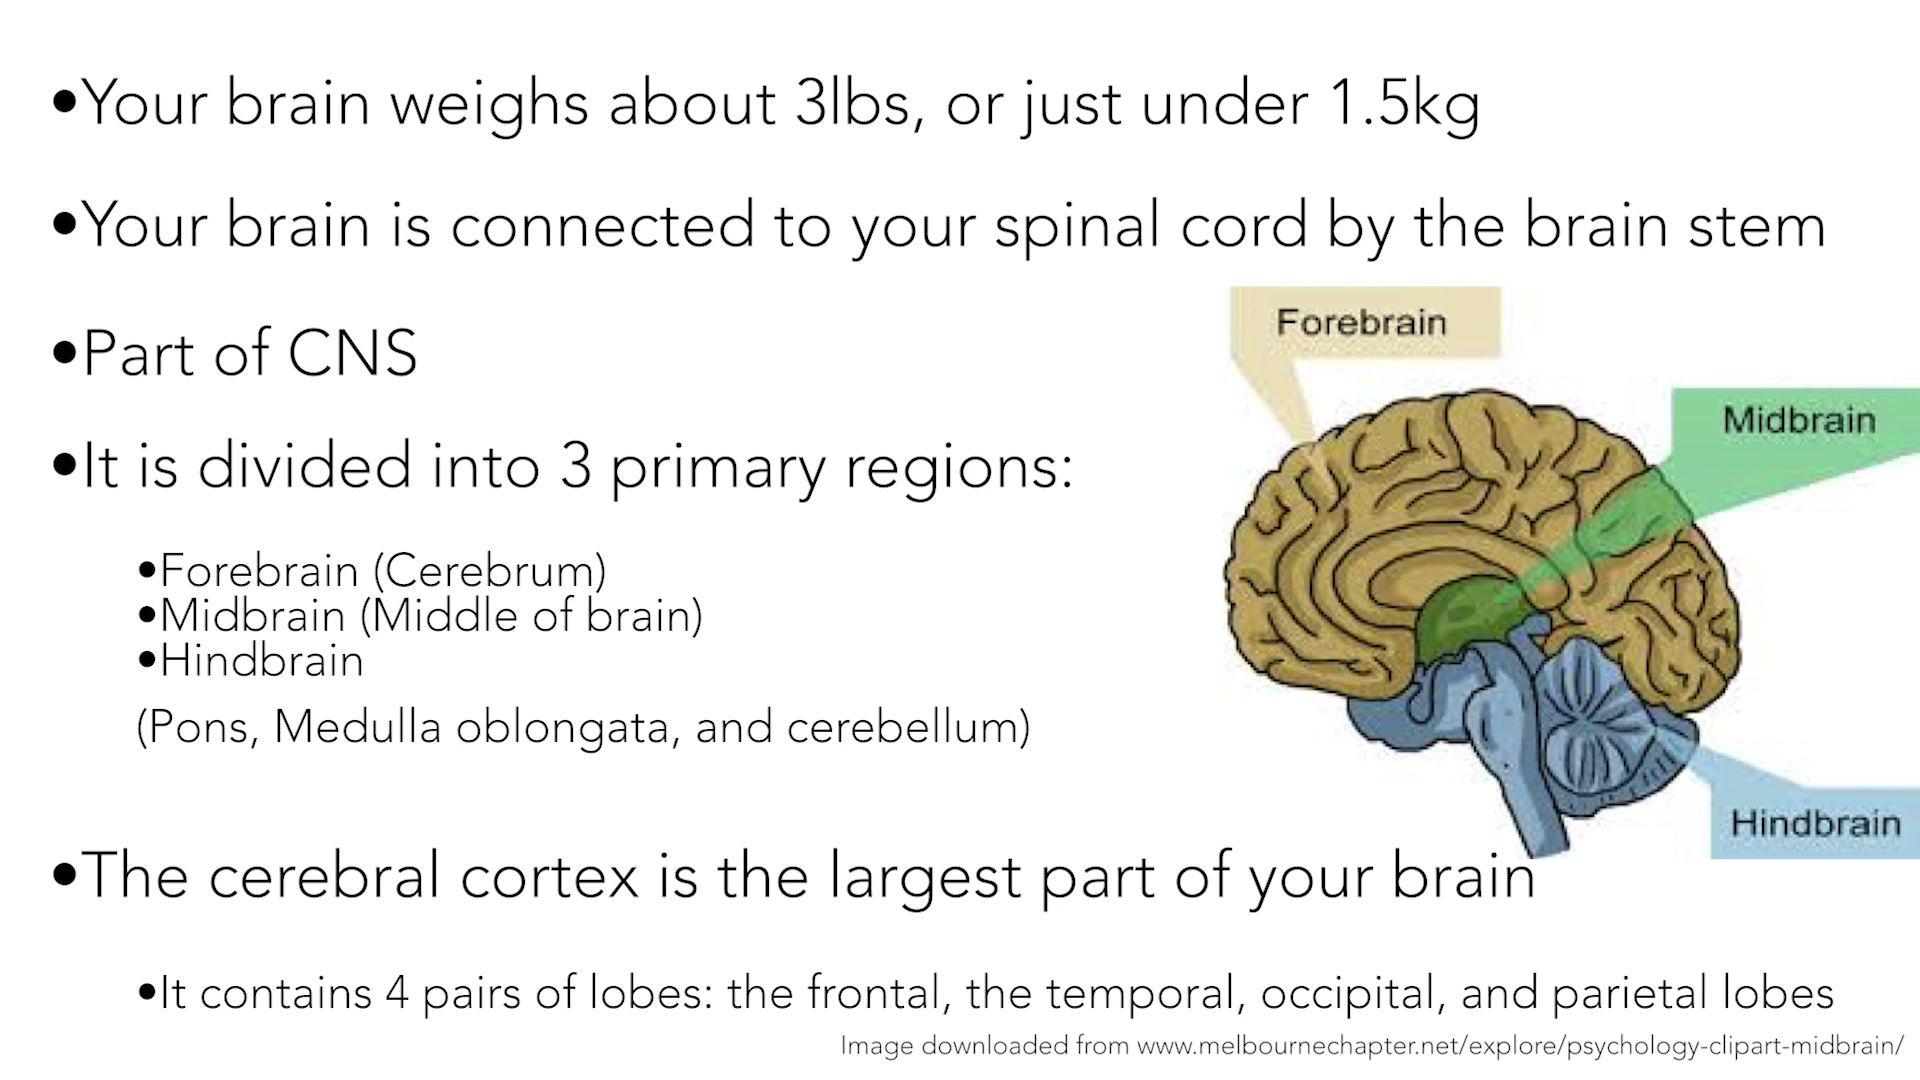 •Your brain weighs about 3lbs, or just under 1.5kg
•Your brain is connected to your spinal cord by the brain stem
•Part of CNS
•It is divided into 3 primary regions:
•Forebrain (Cerebrum)
•Midbrain (Middle of brain)
•Hindbrain
(Pons, Medulla oblongata, and cerebellum)
Forebrain
Midbrain
Hindbrain
•The cerebral cortex is the largest part of your brain
•It contains 4 pairs of lobes: the frontal, the temporal, occipital, and parietal lobes
Image downloaded from www.melbournechapter.net/explore/psychology-clipart-midbrain/